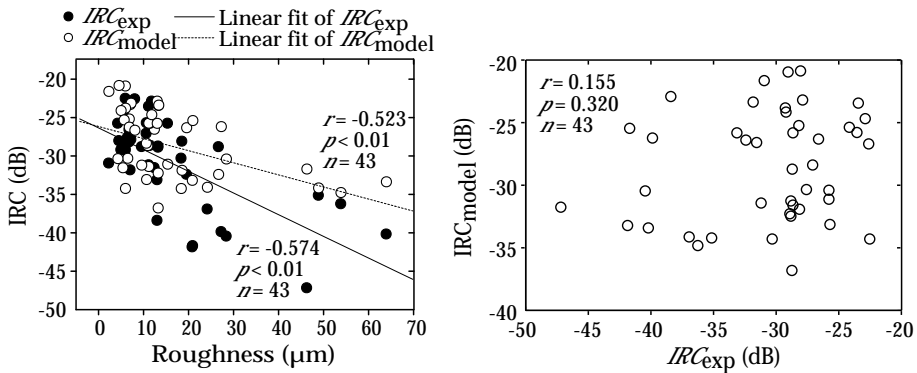 IRCexp Linear fit of IRCexp
IRCmodel Linear fit of IRCmodel
-20
-25
-30
-35
-40
-45
-50
IRC (dB)
r = -0.523
p < 0.01
n = 43
r = -0.574
p < 0.01
n = 43
0 10 20 30 40 50 60 70
Roughness (μm)
-20
-25
-30
-35
-40
IRCmodel (dB)
r = 0.155
p = 0.320
n = 43
-50 -45 -40 -35 -30 -25 -20
IRCexp (dB)